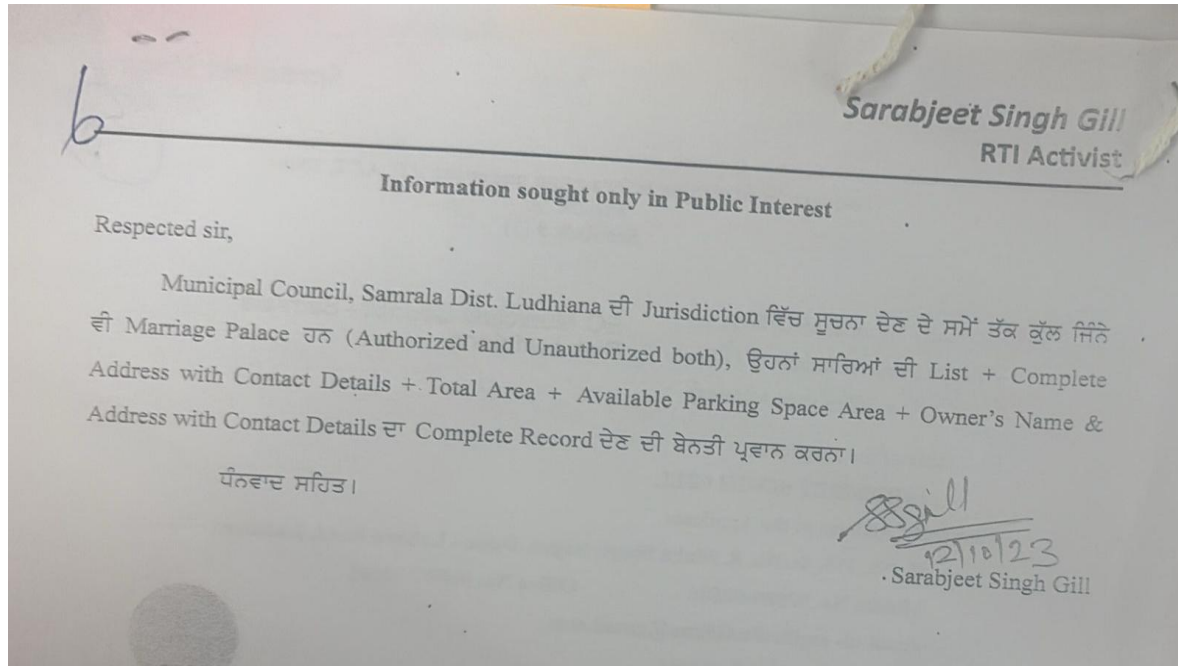 6
Sarabjeet Singh Gill
RTI Activist
Information sought only in Public Interest
Respected sir,
Municipal Council, Samrala Dist. Ludhiana ਦੀ Jurisdiction ਵਿੱਚ ਸੂਚਨਾ ਦੇਣ ਦੇ ਸਮੇਂ ਤੱਕ ਕੁੱਲ ਜਿੰਨੇ
ਵੀ Marriage Palace ਹਨ (Authorized and Unauthorized both), ਉਹਨਾਂ ਸਾਰਿਆਂ ਦੀ List + Complete
Address with Contact Details + Total Area + Available Parking Space Area + Owner's Name &
Address with Contact Details ਦਾ Complete Record ਦੇਣ ਦੀ ਬੇਨਤੀ ਪ੍ਰਵਾਨ ਕਰਨਾਂ।
ਧੰਨਵਾਦ ਸਹਿਤ।
SSgill
12/10/23
Sarabjeet Singh Gill